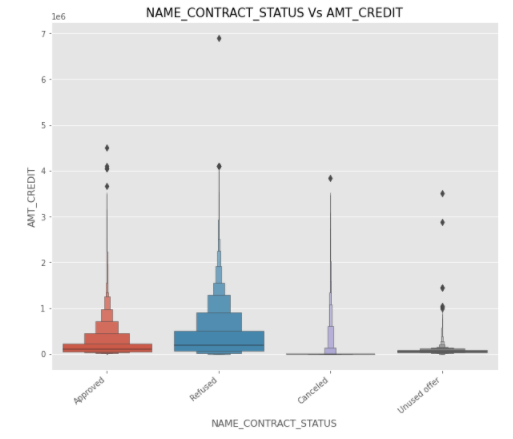 NAME_CONTRACT_STATUS Vs AMT_CREDIT
1e6
7
6
5
4
3
2
1
0
AMT_CREDIT
Approved
Refused
Canceled
Unused offer
NAME_CONTRACT_STATUS